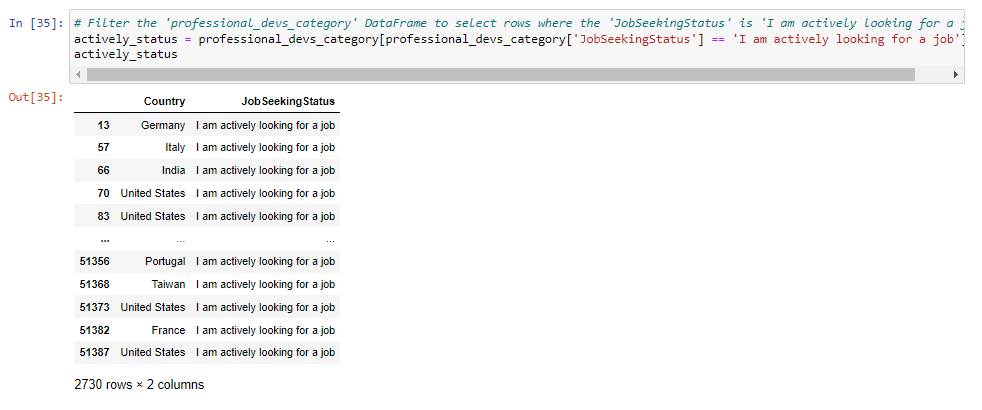 In [35]: # Filter the 'professional_devs_category' DataFrame to select rows where the 'JobSeekingStatus' is 'I am actively looking for a j
actively_status = professional_devs_category[professional_devs_category['JobSeekingStatus'] == 'I am actively looking for a job']
actively_status
Out[35]:
Country JobSeekingStatus
13 Germany I am actively looking for a job
57 Italy I am actively looking for a job
66 India I am actively looking for a job
70 United States I am actively looking for a job
83 United States I am actively looking for a job
... ... ...
51356 Portugal I am actively looking for a job
51368 Taiwan I am actively looking for a job
51373 United States I am actively looking for a job
51382 France I am actively looking for a job
51387 United States I am actively looking for a job
2730 rows × 2 columns